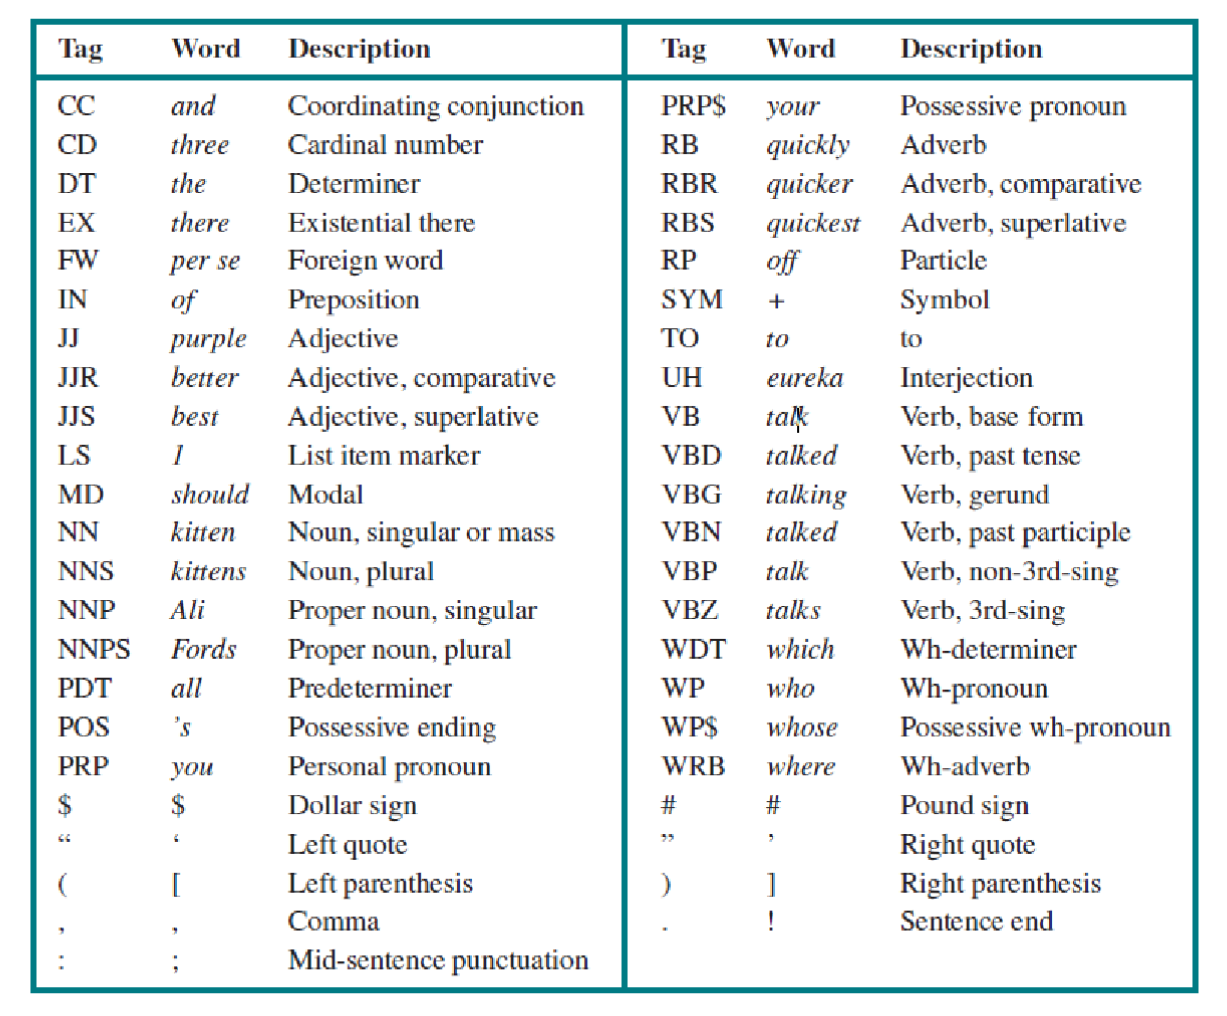 Tag Word Description Tag Word Description
CC and Coordinating conjunction PRP$ your Possessive pronoun
CD three Cardinal number RB quickly Adverb
DT the Determiner RBR quicker Adverb, comparative
EX there Existential there RBS quickest Adverb, superlative
FW per se Foreign word RP off Particle
IN of Preposition SYM + Symbol
JJ purple Adjective TO to to
JJR better Adjective, comparative UH eureka Interjection
JJS best Adjective, superlative VB talk Verb, base form
LS 1 List item marker VBD talked Verb, past tense
MD should Modal VBG talking Verb, gerund
NN kitten Noun, singular or mass VBN talked Verb, past participle
NNS kittens Noun, plural VBP talk Verb, non-3rd-sing
NNP Ali Proper noun, singular VBZ talks Verb, 3rd-sing
NNPS Fords Proper noun, plural WDT which Wh-determiner
PDT all Predeterminer WP who Wh-pronoun
POS ’s Possessive ending WP$ whose Possessive wh-pronoun
PRP you Personal pronoun WRB where Wh-adverb
$ $ Dollar sign # # Pound sign
“ ‘ Left quote ” ’ Right quote
( [ Left parenthesis ) ] Right parenthesis
, , Comma . ! Sentence end
: ; Mid-sentence punctuation